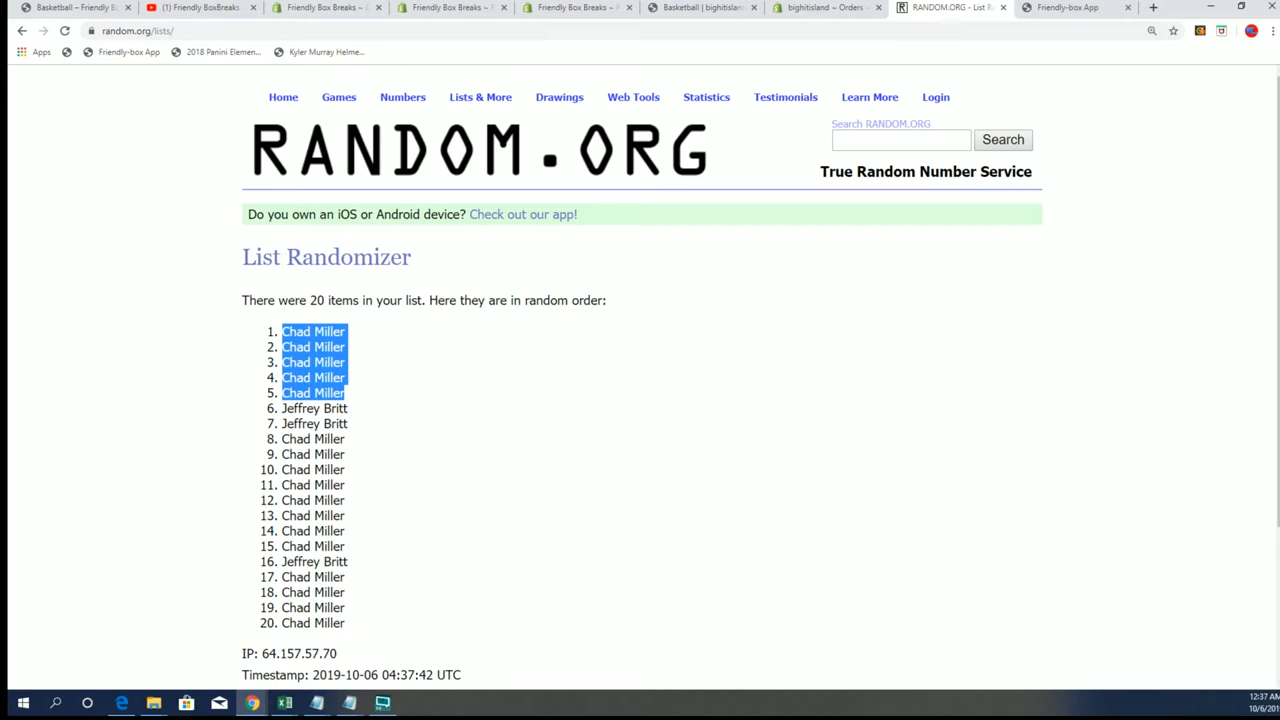 Basketball – Friendly Bo
(1) Friendly BoxBreaks
Friendly Box Breaks ~ C
Friendly Box Breaks ~ F
Friendly Box Breaks ~ F
Basketball | bighitisland
bighitisland ~ Orders ~
RANDOM.ORG - List R
Friendly-box App
random.org/lists/
Apps
Friendly-box App
2018 Panini Elemen...
Kyler Murray Helme...
Home Games Numbers Lists & More Drawings Web Tools Statistics Testimonials Learn More Login
RANDOM.ORG
Search RANDOM.ORG
Search
True Random Number Service
Do you own an iOS or Android device? Check out our app!
List Randomizer
There were 20 items in your list. Here they are in random order:
1. Chad Miller
2. Chad Miller
3. Chad Miller
4. Chad Miller
5. Chad Miller
6. Jeffrey Britt
7. Jeffrey Britt
8. Chad Miller
9. Chad Miller
10. Chad Miller
11. Chad Miller
12. Chad Miller
13. Chad Miller
14. Chad Miller
15. Chad Miller
16. Jeffrey Britt
17. Chad Miller
18. Chad Miller
19. Chad Miller
20. Chad Miller
IP: 64.157.57.70
Timestamp: 2019-10-06 04:37:42 UTC
12:37 AM
10/6/201